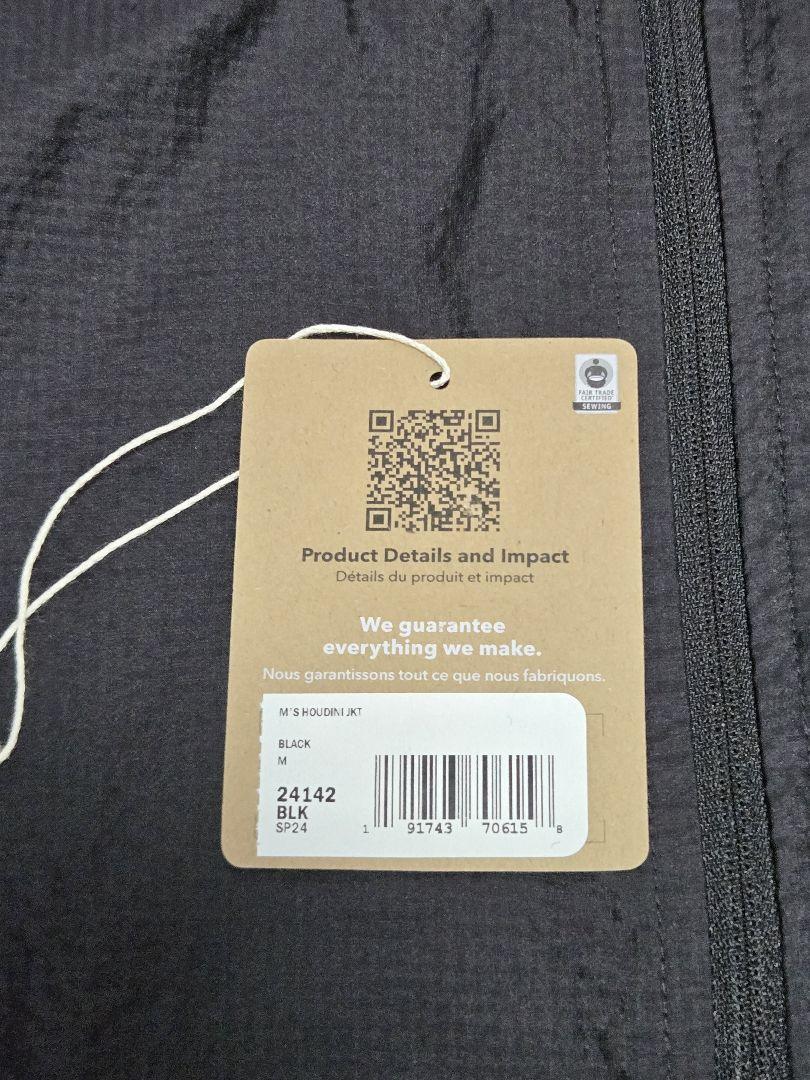 FAIR TRADE
CERTIFIED
SEWING
Product Details and Impact
Détails du produit et impact
We guarantee
everything we make.
Nous garantissons tout ce que nous fabriquons.
M'S HOUDINI JKT
BLACK
M
24142
BLK
SP24
1 91743 70615 8